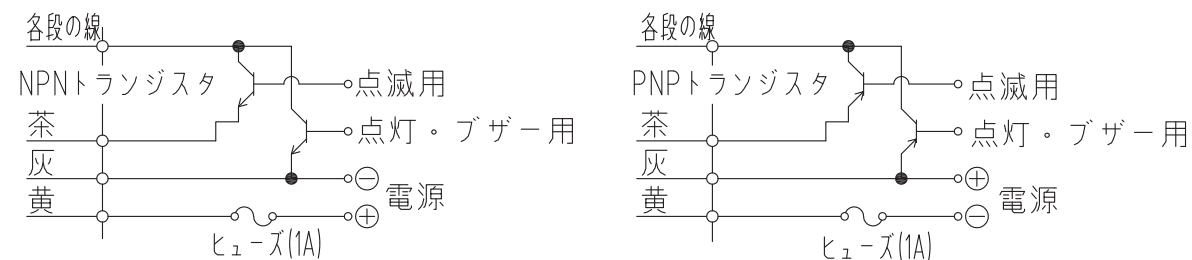 各段の線
NPNトランジスタ
点滅用
茶
点灯・ブザー用
灰
⊖
電源
黄
⊕
ヒューズ(1A)
各段の線
PNPトランジスタ
点滅用
茶
点灯・ブザー用
灰
⊕
電源
黄
⊖
ヒューズ(1A)